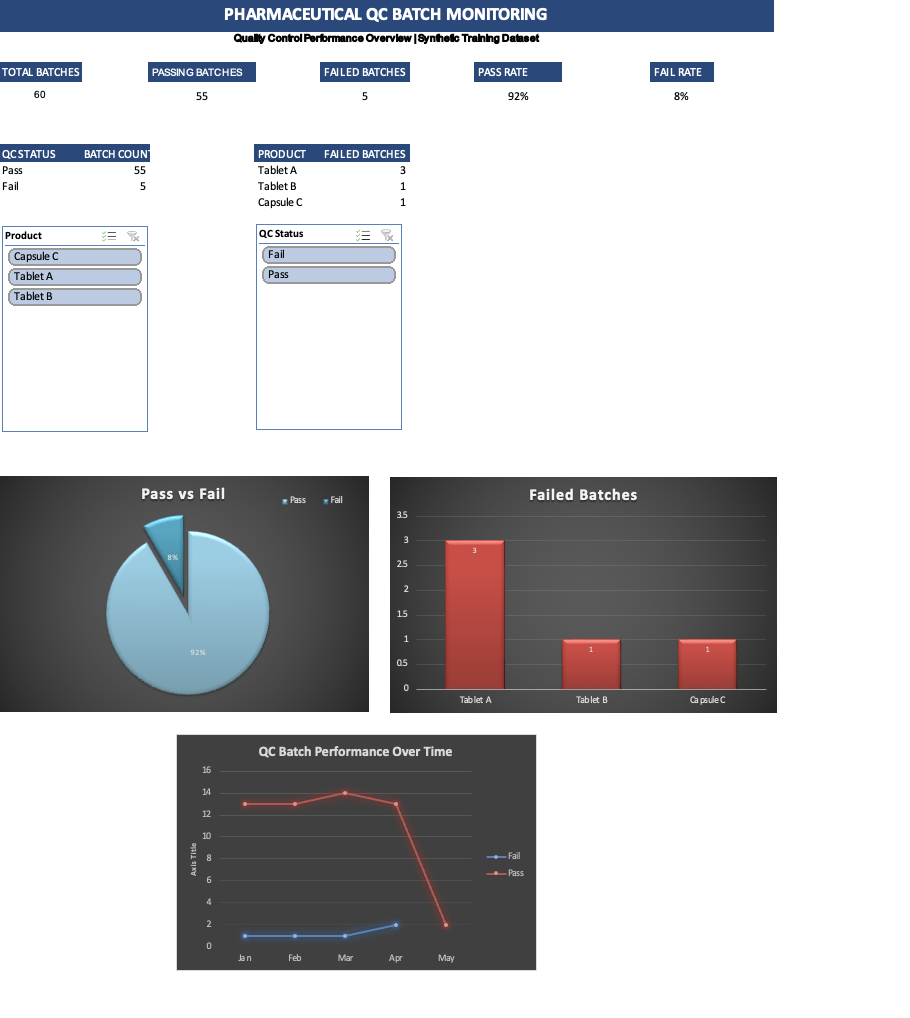 PHARMACEUTICAL QC BATCH MONITORING
Quality Control Performance Overview | Synthetic Training Dataset
TOTAL BATCHES PASSING BATCHES FAILED BATCHES PASS RATE FAIL RATE
60 55 5 92% 8%
QC STATUS BATCH COUNT
Pass 55
Fail 5
PRODUCT FAILED BATCHES
Tablet A 3
Tablet B 1
Capsule C 1
Product
Capsule C
Tablet A
Tablet B
QC Status
Fail
Pass
Pass vs Fail
Pass Fail
8%
92%
Failed Batches
3.5
3
2.5
2
1.5
1
0.5
0
3
1
1
Tablet A Tablet B Capsule C
QC Batch Performance Over Time
Axis Title
16
14
12
10
8
6
4
2
0
Jan Feb Mar Apr May
Fail
Pass